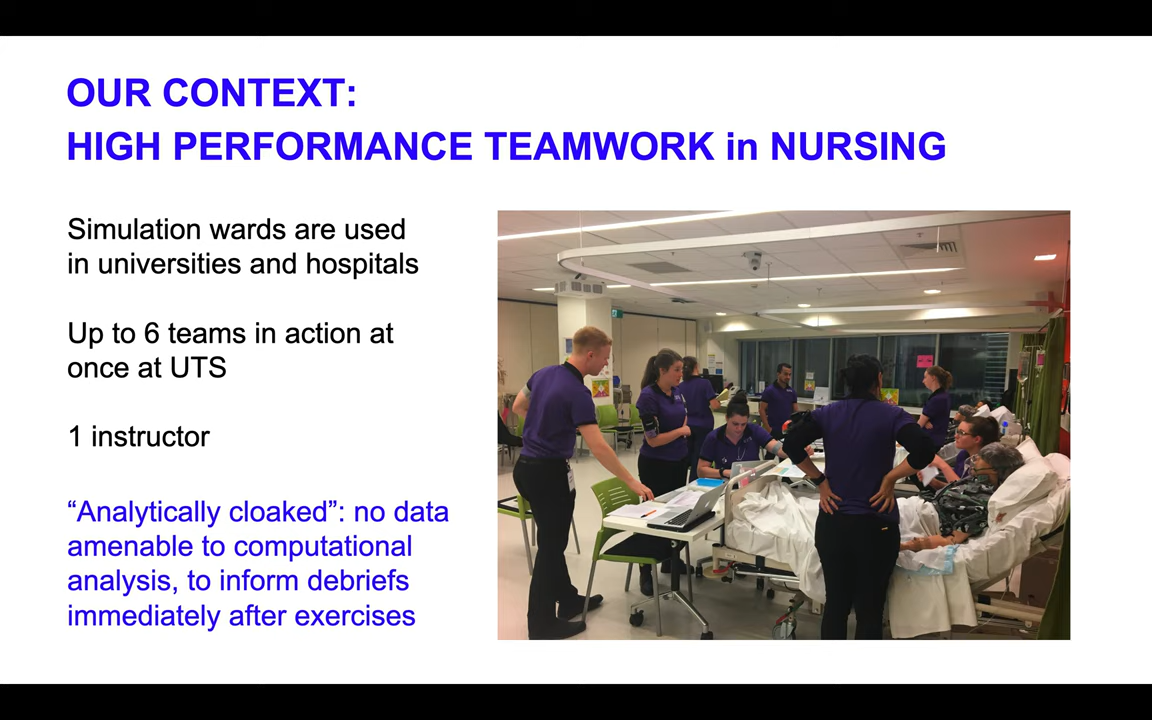 OUR CONTEXT:
HIGH PERFORMANCE TEAMWORK in NURSING
Simulation wards are used
in universities and hospitals
Up to 6 teams in action at
once at UTS
1 instructor
“Analytically cloaked”: no data
amenable to computational
analysis, to inform debriefs
immediately after exercises